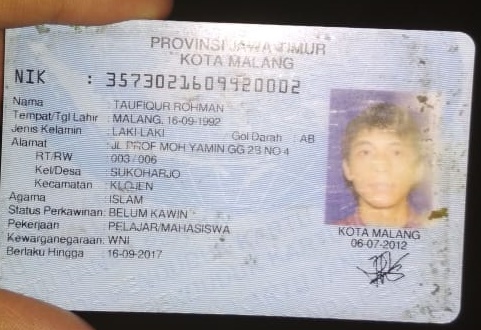 PROVINSI JAWA TIMUR
KOTA MALANG
NIK : 3573021609920002
Nama : TAUFIQUR ROHMAN
Tempat/Tgl Lahir : MALANG, 16-09-1992
Jenis Kelamin : LAKI-LAKI Gol Darah : AB
Alamat : JL PROF MOH YAMIN GG 2B NO 4
RT/RW : 003 / 006
Kel/Desa : SUKOHARJO
Kecamatan : KLOJEN
Agama : ISLAM
Status Perkawinan: BELUM KAWIN
Pekerjaan : PELAJAR/MAHASISWA
Kewarganegaraan: WNI
Berlaku Hingga : 16-09-2017
KOTA MALANG
06-07-2012